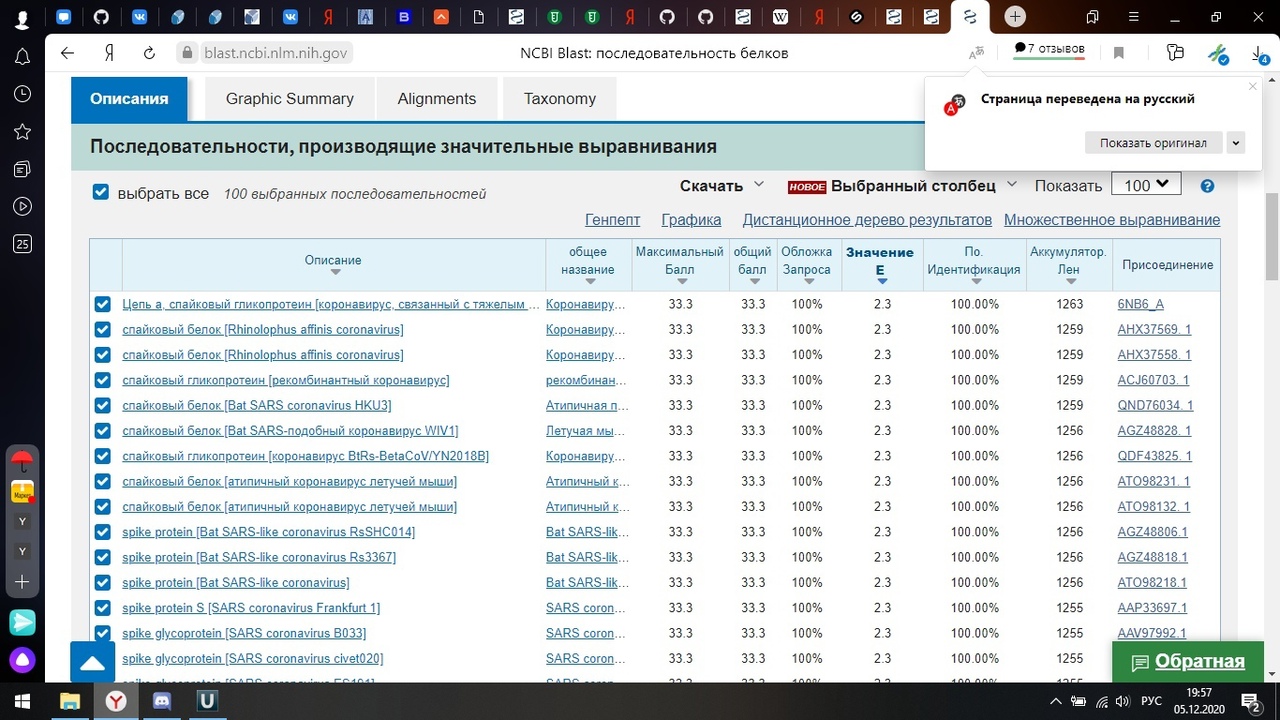 blast.ncbi.nlm.nih.gov
NCBI Blast: последовательность белков
7 отзывов
4
Описания
Graphic Summary
Alignments
Taxonomy
Страница переведена на русский
Показать оригинал
Последовательности, производящие значительные выравнивания
выбрать все
100 выбранных последовательностей
Скачать
НОВОЕ
Выбранный столбец
Показать
100
?
Генпепт
Графика
Дистанционное дерево результатов
Множественное выравнивание
Описание
общее название
Максимальный Балл
общий балл
Обложка Запроса
Значение E
По. Идентификация
Аккумулятор. Лен
Присоединение
Цепь а, спайковый гликопротеин [коронавирус, связанный с тяжелым ... Коронавиру... 33.3 33.3 100% 2.3 100.00% 1263 6NB6_A
спайковый белок [Rhinolophus affinis coronavirus] Коронавиру... 33.3 33.3 100% 2.3 100.00% 1259 AHX37569. 1
спайковый белок [Rhinolophus affinis coronavirus] Коронавиру... 33.3 33.3 100% 2.3 100.00% 1259 AHX37558. 1
спайковый гликопротеин [рекомбинантный коронавирус] рекомбинан... 33.3 33.3 100% 2.3 100.00% 1259 ACJ60703. 1
спайковый белок [Bat SARS coronavirus HKU3] Атипичная п... 33.3 33.3 100% 2.3 100.00% 1259 QND76034. 1
спайковый белок [Bat SARS-подобный коронавирус WIV1] Летучая мы... 33.3 33.3 100% 2.3 100.00% 1256 AGZ48828. 1
спайковый гликопротеин [коронавирус BtRs-BetaCoV/YN2018B] Коронавиру... 33.3 33.3 100% 2.3 100.00% 1256 QDF43825. 1
спайковый белок [атипичный коронавирус летучей мыши] Атипичный к... 33.3 33.3 100% 2.3 100.00% 1256 ATO98231. 1
спайковый белок [атипичный коронавирус летучей мыши] Атипичный к... 33.3 33.3 100% 2.3 100.00% 1256 ATO98132. 1
spike protein [Bat SARS-like coronavirus RsSHC014] Bat SARS-lik... 33.3 33.3 100% 2.3 100.00% 1256 AGZ48806.1
spike protein [Bat SARS-like coronavirus Rs3367] Bat SARS-lik... 33.3 33.3 100% 2.3 100.00% 1256 AGZ48818.1
spike protein [Bat SARS-like coronavirus] Bat SARS-lik... 33.3 33.3 100% 2.3 100.00% 1256 ATO98218.1
spike protein S [SARS coronavirus Frankfurt 1] SARS coron... 33.3 33.3 100% 2.3 100.00% 1255 AAP33697.1
spike glycoprotein [SARS coronavirus B033] SARS coron... 33.3 33.3 100% 2.3 100.00% 1255 AAV97992.1
spike glycoprotein [SARS coronavirus civet020] SARS coron... 33.3 33.3 100% 2.3 100.00% 1255
Обратная
25
Маркет
Y
Y
РУС
19:57
05.12.2020
2